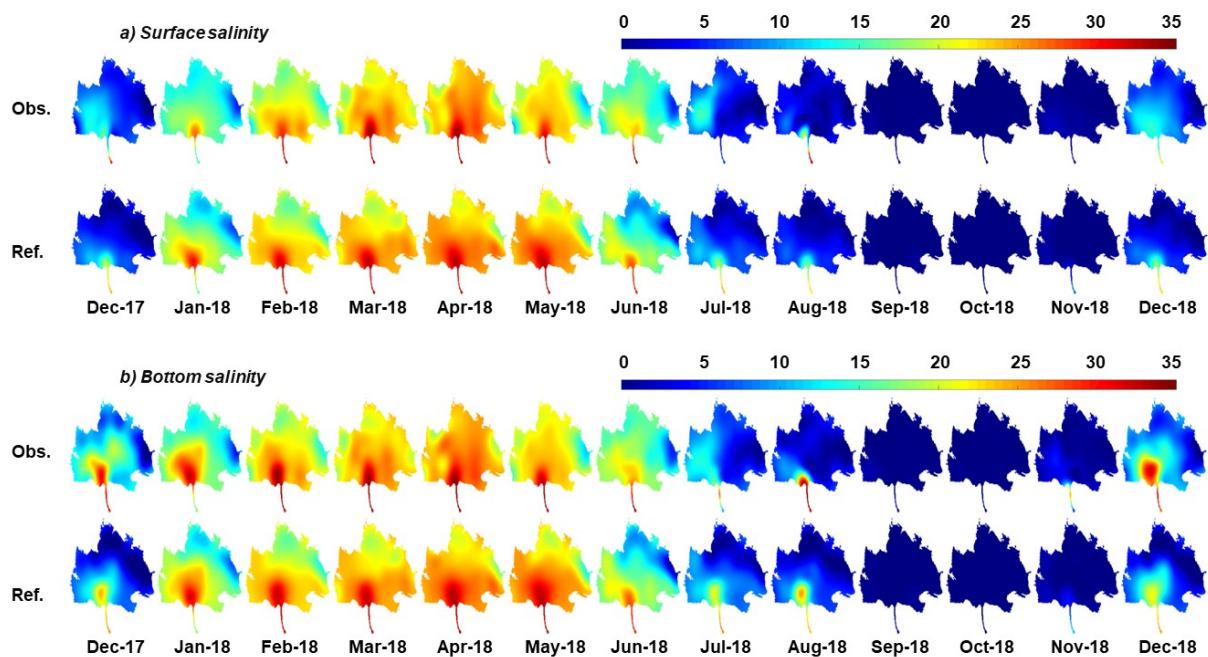 a) Surface salinity
0 5 10 15 20 25 30 35
Obs.
Ref.
Dec-17 Jan-18 Feb-18 Mar-18 Apr-18 May-18 Jun-18 Jul-18 Aug-18 Sep-18 Oct-18 Nov-18 Dec-18
b) Bottom salinity
0 5 10 15 20 25 30 35
Obs.
Ref.
Dec-17 Jan-18 Feb-18 Mar-18 Apr-18 May-18 Jun-18 Jul-18 Aug-18 Sep-18 Oct-18 Nov-18 Dec-18